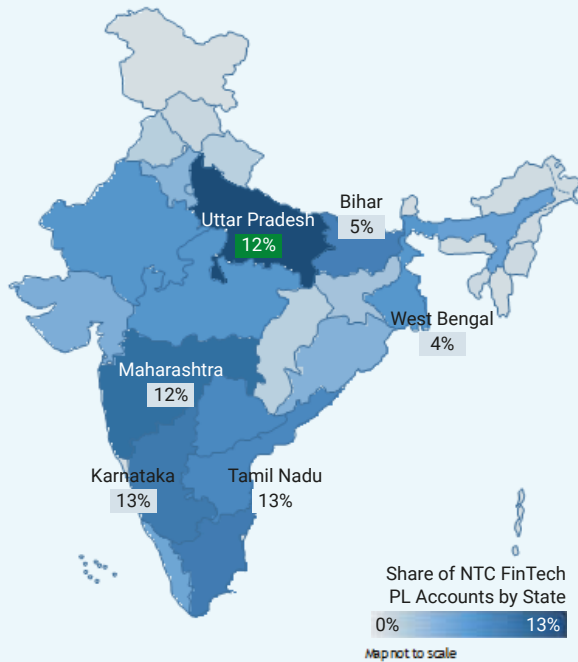 Uttar Pradesh
12%
Bihar
5%
West Bengal
4%
Maharashtra
12%
Karnataka
13%
Tamil Nadu
13%
Share of NTC FinTech
PL Accounts by State
0% 13%
Map not to scale